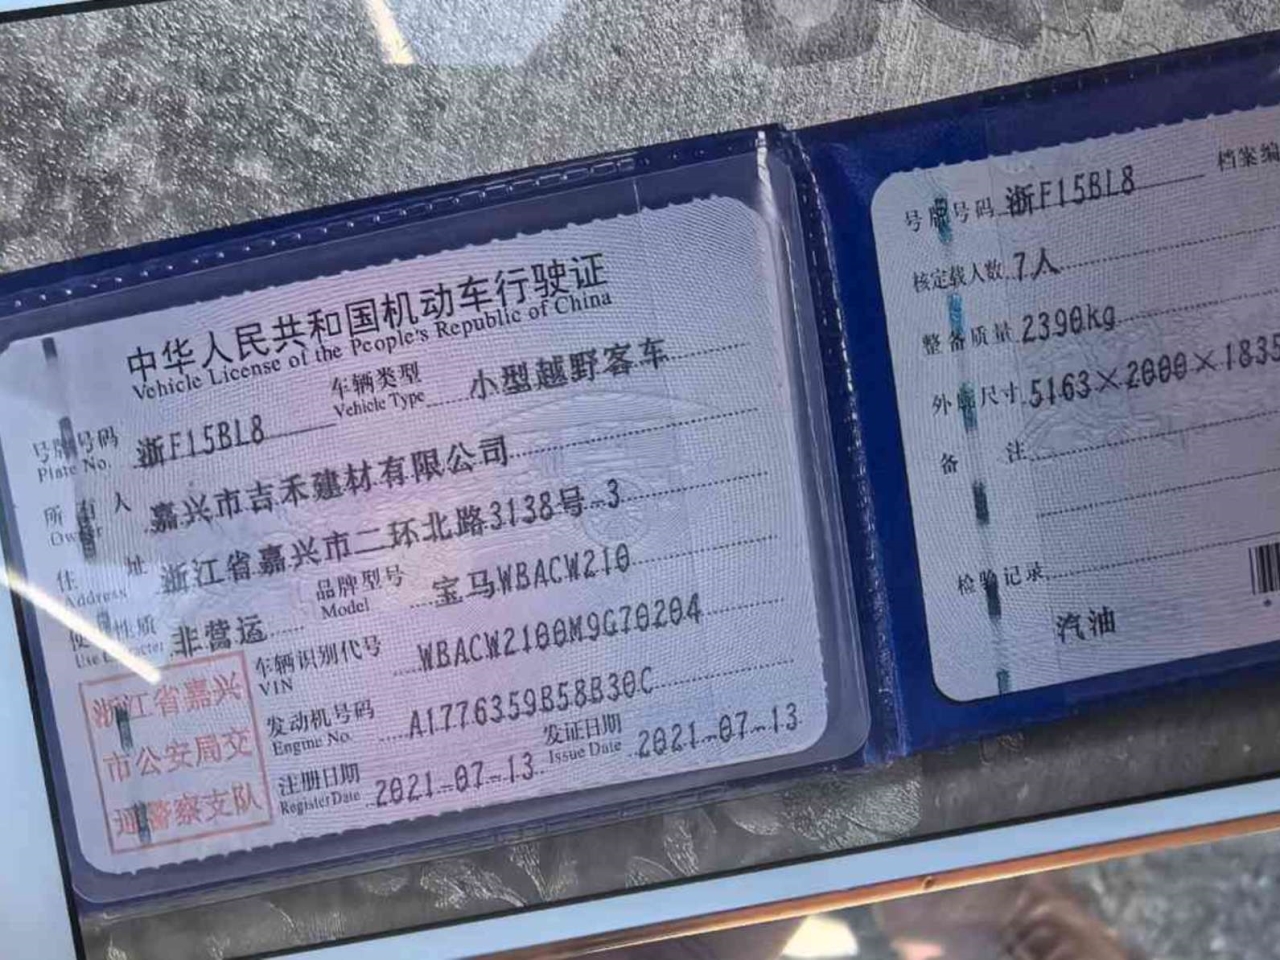 中华人民共和国机动车行驶证
Vehicle License of the People's Republic of China
号牌号码 浙F15BL8 车辆类型 小型越野客车
Plate No. Vehicle Type
所有人 嘉兴市吉禾建材有限公司
Owner
住址 浙江省嘉兴市二环北路3138号-3
Address
使用性质 非营运 品牌型号 宝马WBACW210
Use Character Model
车辆识别代号 WBACW2100M9G70204
VIN
发动机号码 A1776359B58B30C
Engine No.
注册日期 2021-07-13 发证日期 2021-07-13
Register Date Issue Date
浙江省嘉兴
市公安局交
通警察支队
号牌号码 浙F15BL8 档案编
核定载人数 7人
整备质量 2390kg
外廓尺寸 5163×2000×1835
备注
检验记录
汽油